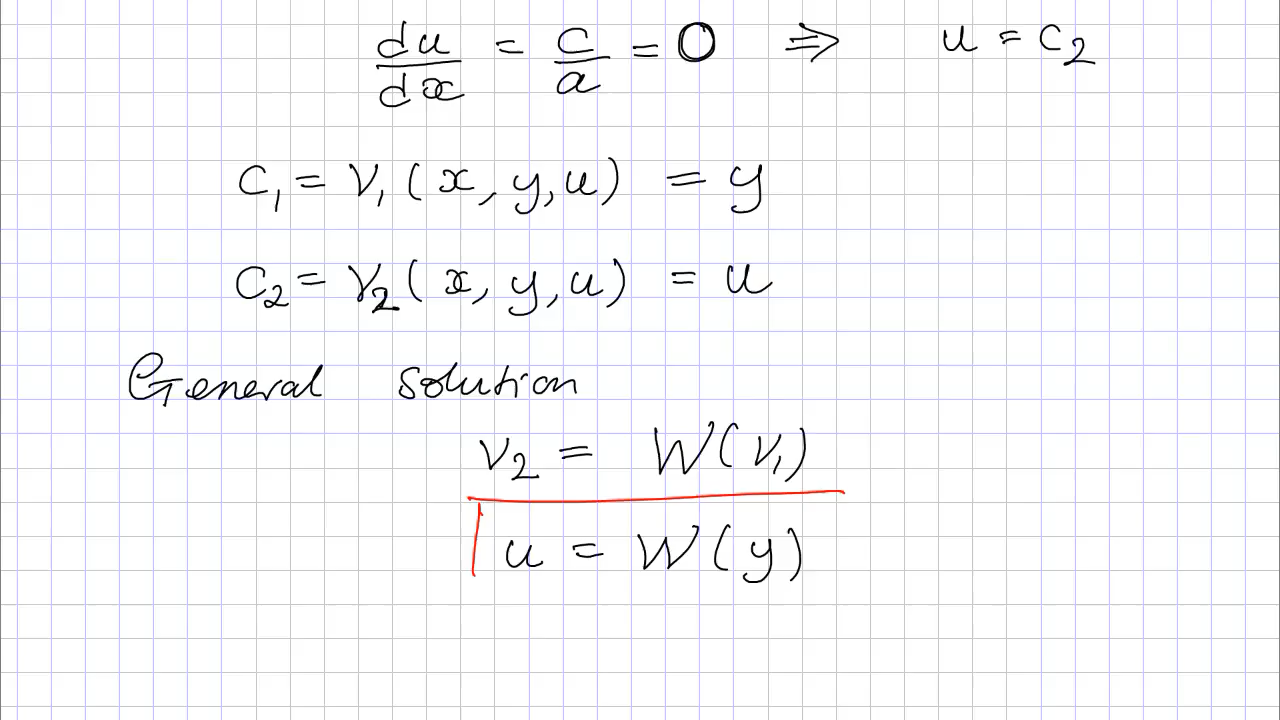 du/dx = c/a = 0 ⇒ u = c₂
c₁ = ν₁(x, y, u) = y
c₂ = ν₂(x, y, u) = u
General solution
ν₂ = W(ν₁)
u = W(y)